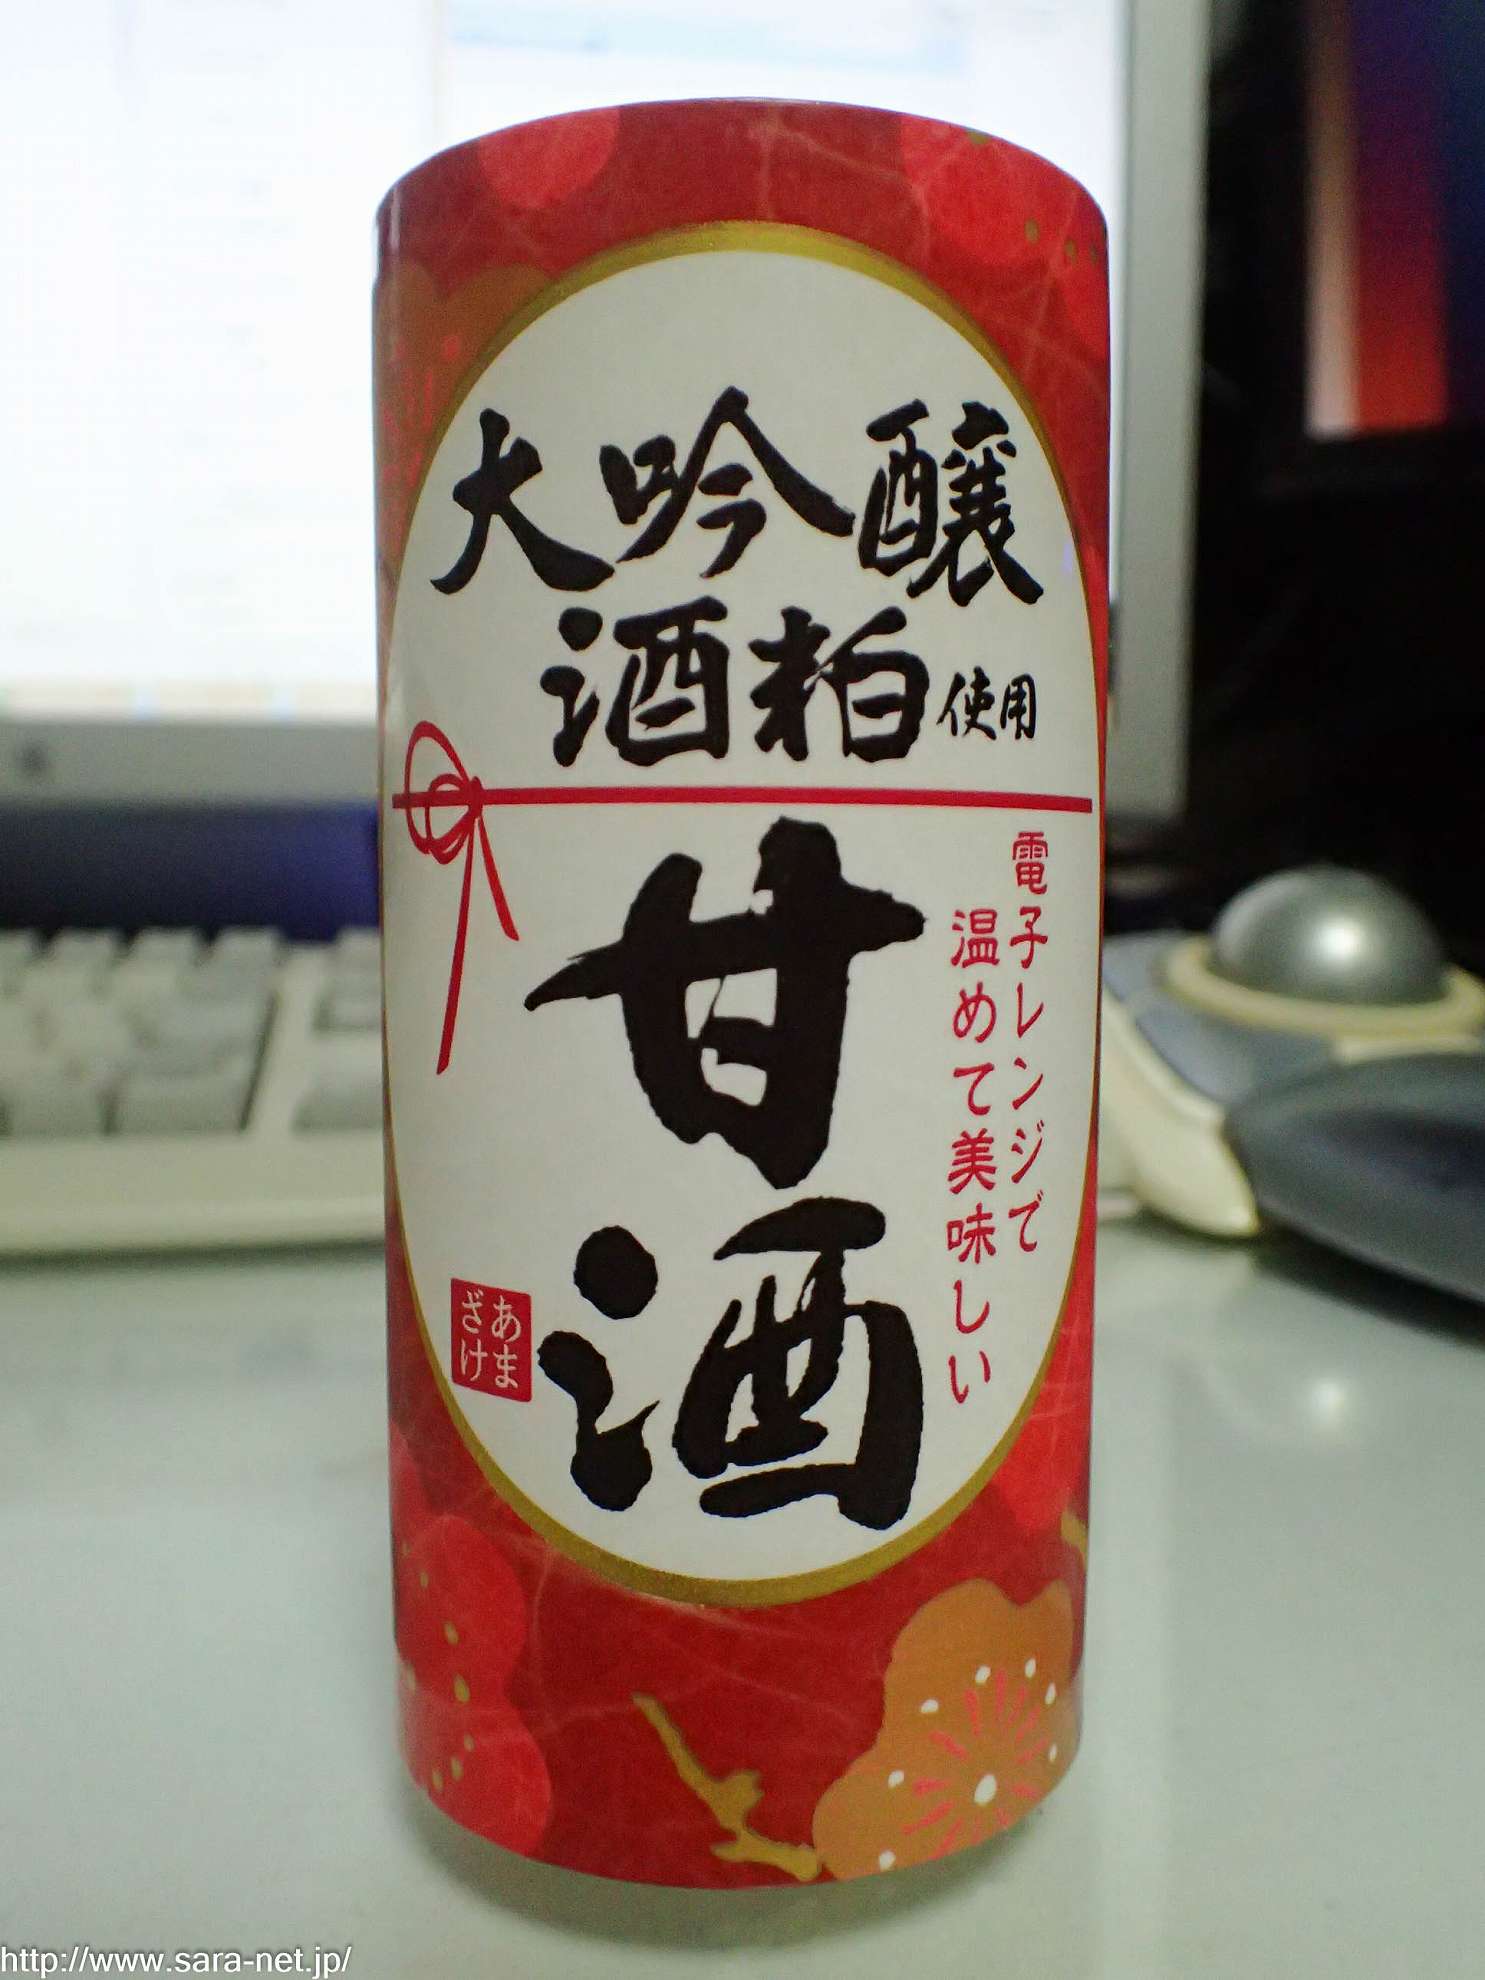 大吟醸
酒粕使用
電子レンジで
温めて美味しい
甘酒
あま
ざけ
http://www.sara-net.jp/